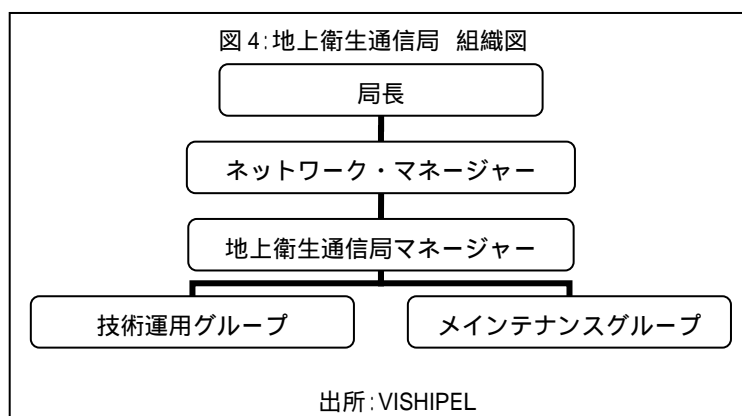 図 4：地上衛生通信局 組織図
局長
ネットワーク・マネージャー
地上衛生通信局マネージャー
技術運用グループ メインテナンスグループ
出所：VISHIPEL